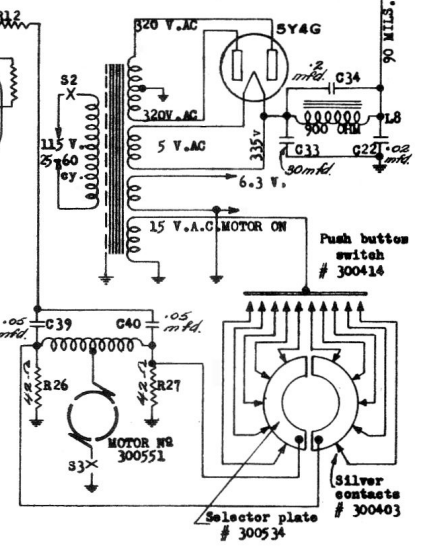 320 V.AC
5Y4G
90 MILS.
.2
mfd.
C34
S2
320V.AC
900 OHM
L8
115 V.
25-60
cy.
5 V.AC
335V
C33
30mfd.
C22
.02
mfd.
6.3 V.
15 V.A.C.MOTOR ON
Push button
switch
# 300414
.05
mfd.
C39
C40
.05
mfd.
R26
R27
MOTOR Nº
300551
S3
Silver
contacts
# 300403
Selector plate
# 300534